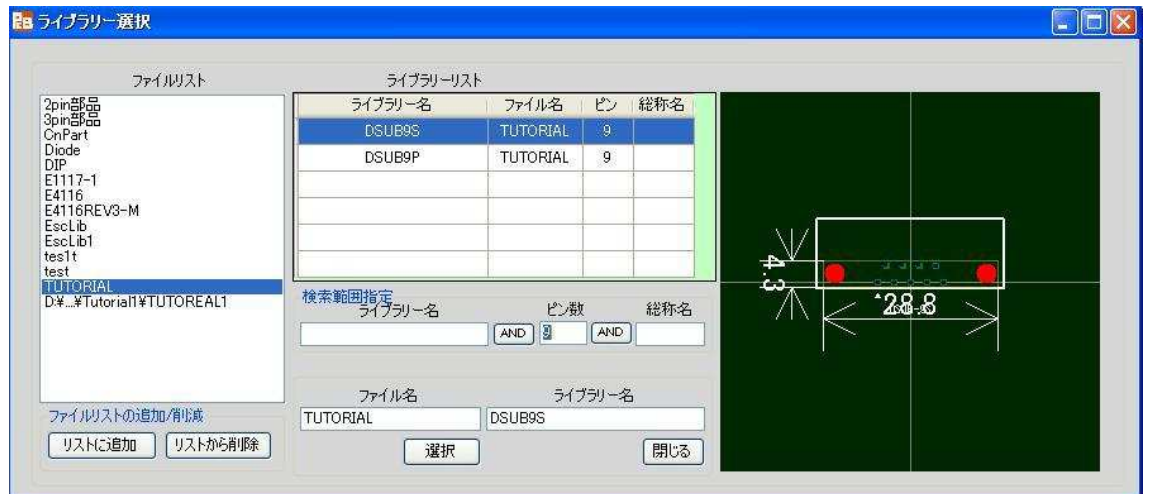 ライブラリー選択
ファイルリスト
2pin部品
3pin部品
CnPart
Diode
DIP
E1117-1
E4116
E4116REV3-M
EscLib
EscLib1
tes1t
test
TUTORIAL
D:¥...¥Tutorial1¥TUTOREAL1
ファイルリストの追加/削減
リストに追加 リストから削除
ライブラリーリスト
ライブラリー名 ファイル名 ピン 総称名
DSUB9S TUTORIAL 9
DSUB9P TUTORIAL 9
検索範囲指定
ライブラリー名 ピン数 総称名
AND 9 AND
ファイル名 ライブラリー名
TUTORIAL DSUB9S
選択 閉じる
4.3
28.8